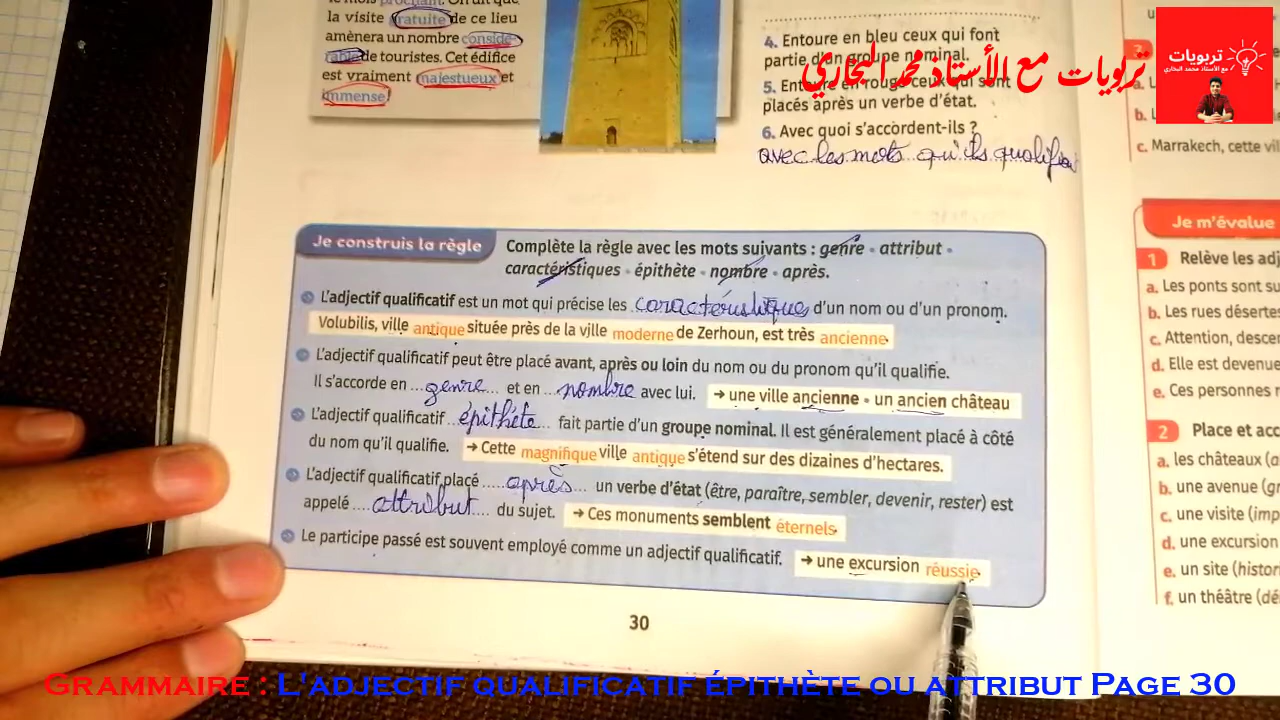 la visite gratuite de ce lieu
amènera un nombre considé-
rable de touristes. Cet édifice
est vraiment majestueux et
immense!
4. Entoure en bleu ceux qui font
partie d'un groupe nominal.
5. Entoure en rouge ceux qui sont
placés après un verbe d'état.
6. Avec quoi s'accordent-ils ?
avec les mots qu'ils qualifi
تربويات مع الأستاذ محمد البخاري
تربويات
مع الأستاذ محمد البخاري
a. L
b. L
c. Marrakech, cette vil
Je construis la règle
Complète la règle avec les mots suivants : genre • attribut •
caractéristiques • épithète • nombre • après.
L'adjectif qualificatif est un mot qui précise les caractéristiques d'un nom ou d'un pronom.
Volubilis, ville antique située près de la ville moderne de Zerhoun, est très ancienne.
L'adjectif qualificatif peut être placé avant, après ou loin du nom ou du pronom qu'il qualifie.
Il s'accorde en ...genre... et en ...nombre avec lui. ➜ une ville ancienne • un ancien château
L'adjectif qualificatif ...épithète... fait partie d'un groupe nominal. Il est généralement placé à côté
du nom qu'il qualifie. ➜ Cette magnifique ville antique s'étend sur des dizaines d'hectares.
L'adjectif qualificatif placé .....après... un verbe d'état (être, paraître, sembler, devenir, rester) est
appelé ....attribut.... du sujet. ➜ Ces monuments semblent éternels.
Le participe passé est souvent employé comme un adjectif qualificatif. ➜ une excursion réussie.
30
Je m'évalue
1 Relève les adj
a. Les ponts sont su
b. Les rues déserte
c. Attention, descen
d. Elle est devenue
e. Ces personnes r
2 Place et acc
a. les châteaux (a
b. une avenue (gr
c. une visite (imp
d. une excursion
e. un site (histori
f. un théâtre (dé
Grammaire : L'adjectif qualificatif épithète ou attribut Page 30